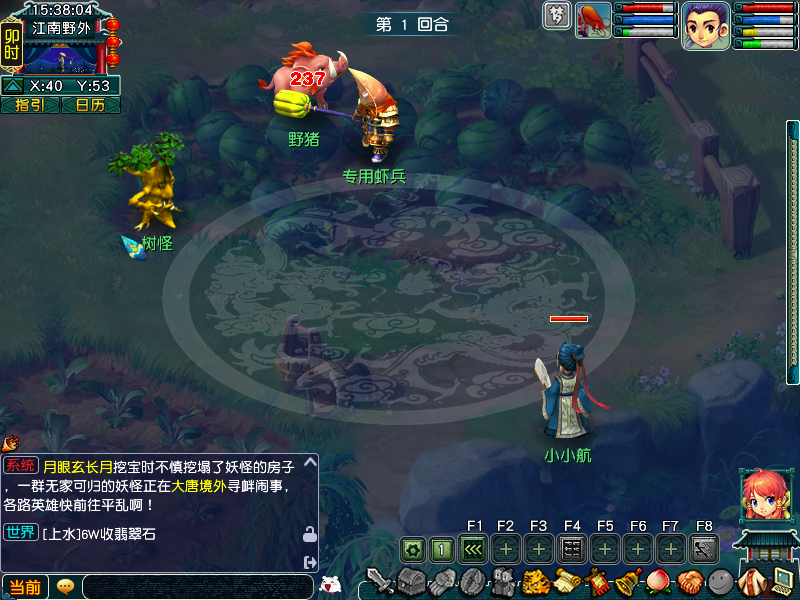 15:38:04
江南野外
卯时
X:40 Y:53
指引 日历
第 1 回合
梦
237
野猪
专用虾兵
树怪
小小航
系统 月眼玄长月挖宝时不慎挖塌了妖怪的房子
，一群无家可归的妖怪正在大唐境外寻衅闹事，
各路英雄快前往平乱啊！
世界 [上水]6W收翡翠石
当前
F1 F2 F3 F4 F5 F6 F7 F8
1